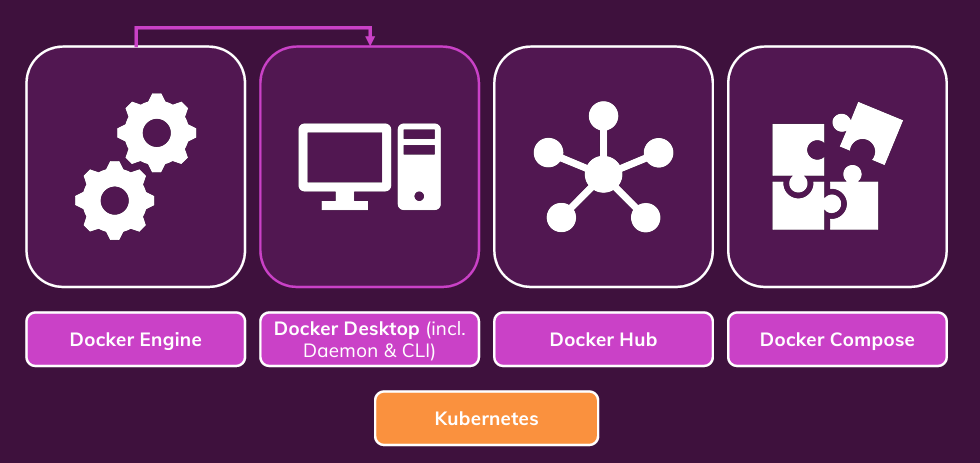 Docker Engine
Docker Desktop (incl.
Daemon & CLI)
Docker Hub
Docker Compose
Kubernetes